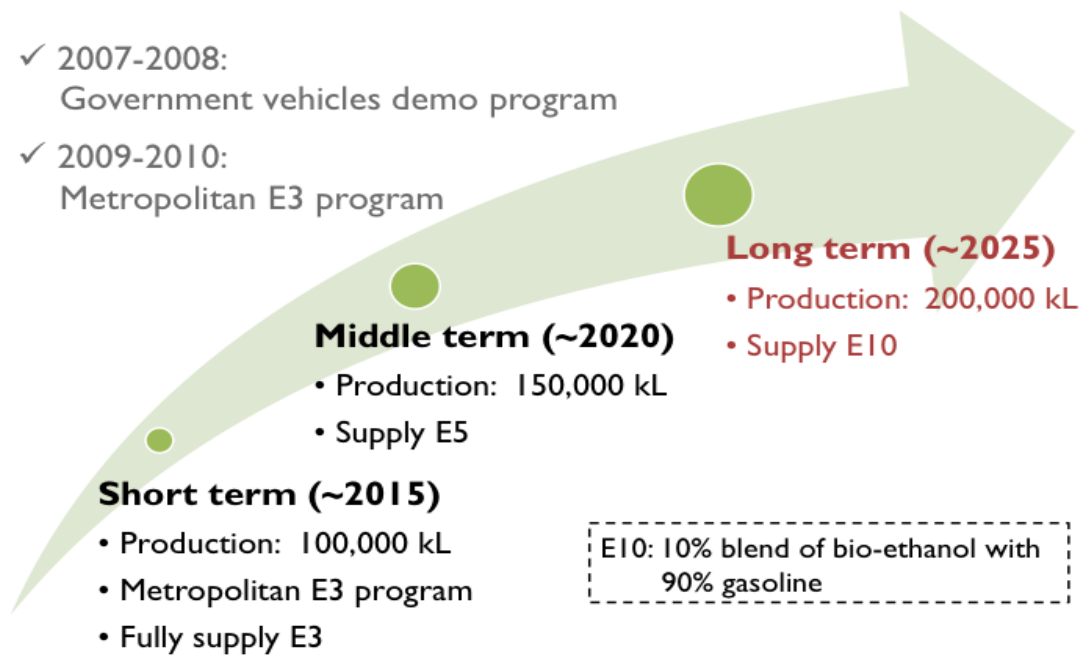 ✓ 2007-2008:
Government vehicles demo program
✓ 2009-2010:
Metropolitan E3 program
Long term (~2025)
• Production: 200,000 kL
• Supply E10
Middle term (~2020)
• Production: 150,000 kL
• Supply E5
Short term (~2015)
• Production: 100,000 kL
• Metropolitan E3 program
• Fully supply E3
E10: 10% blend of bio-ethanol with
90% gasoline